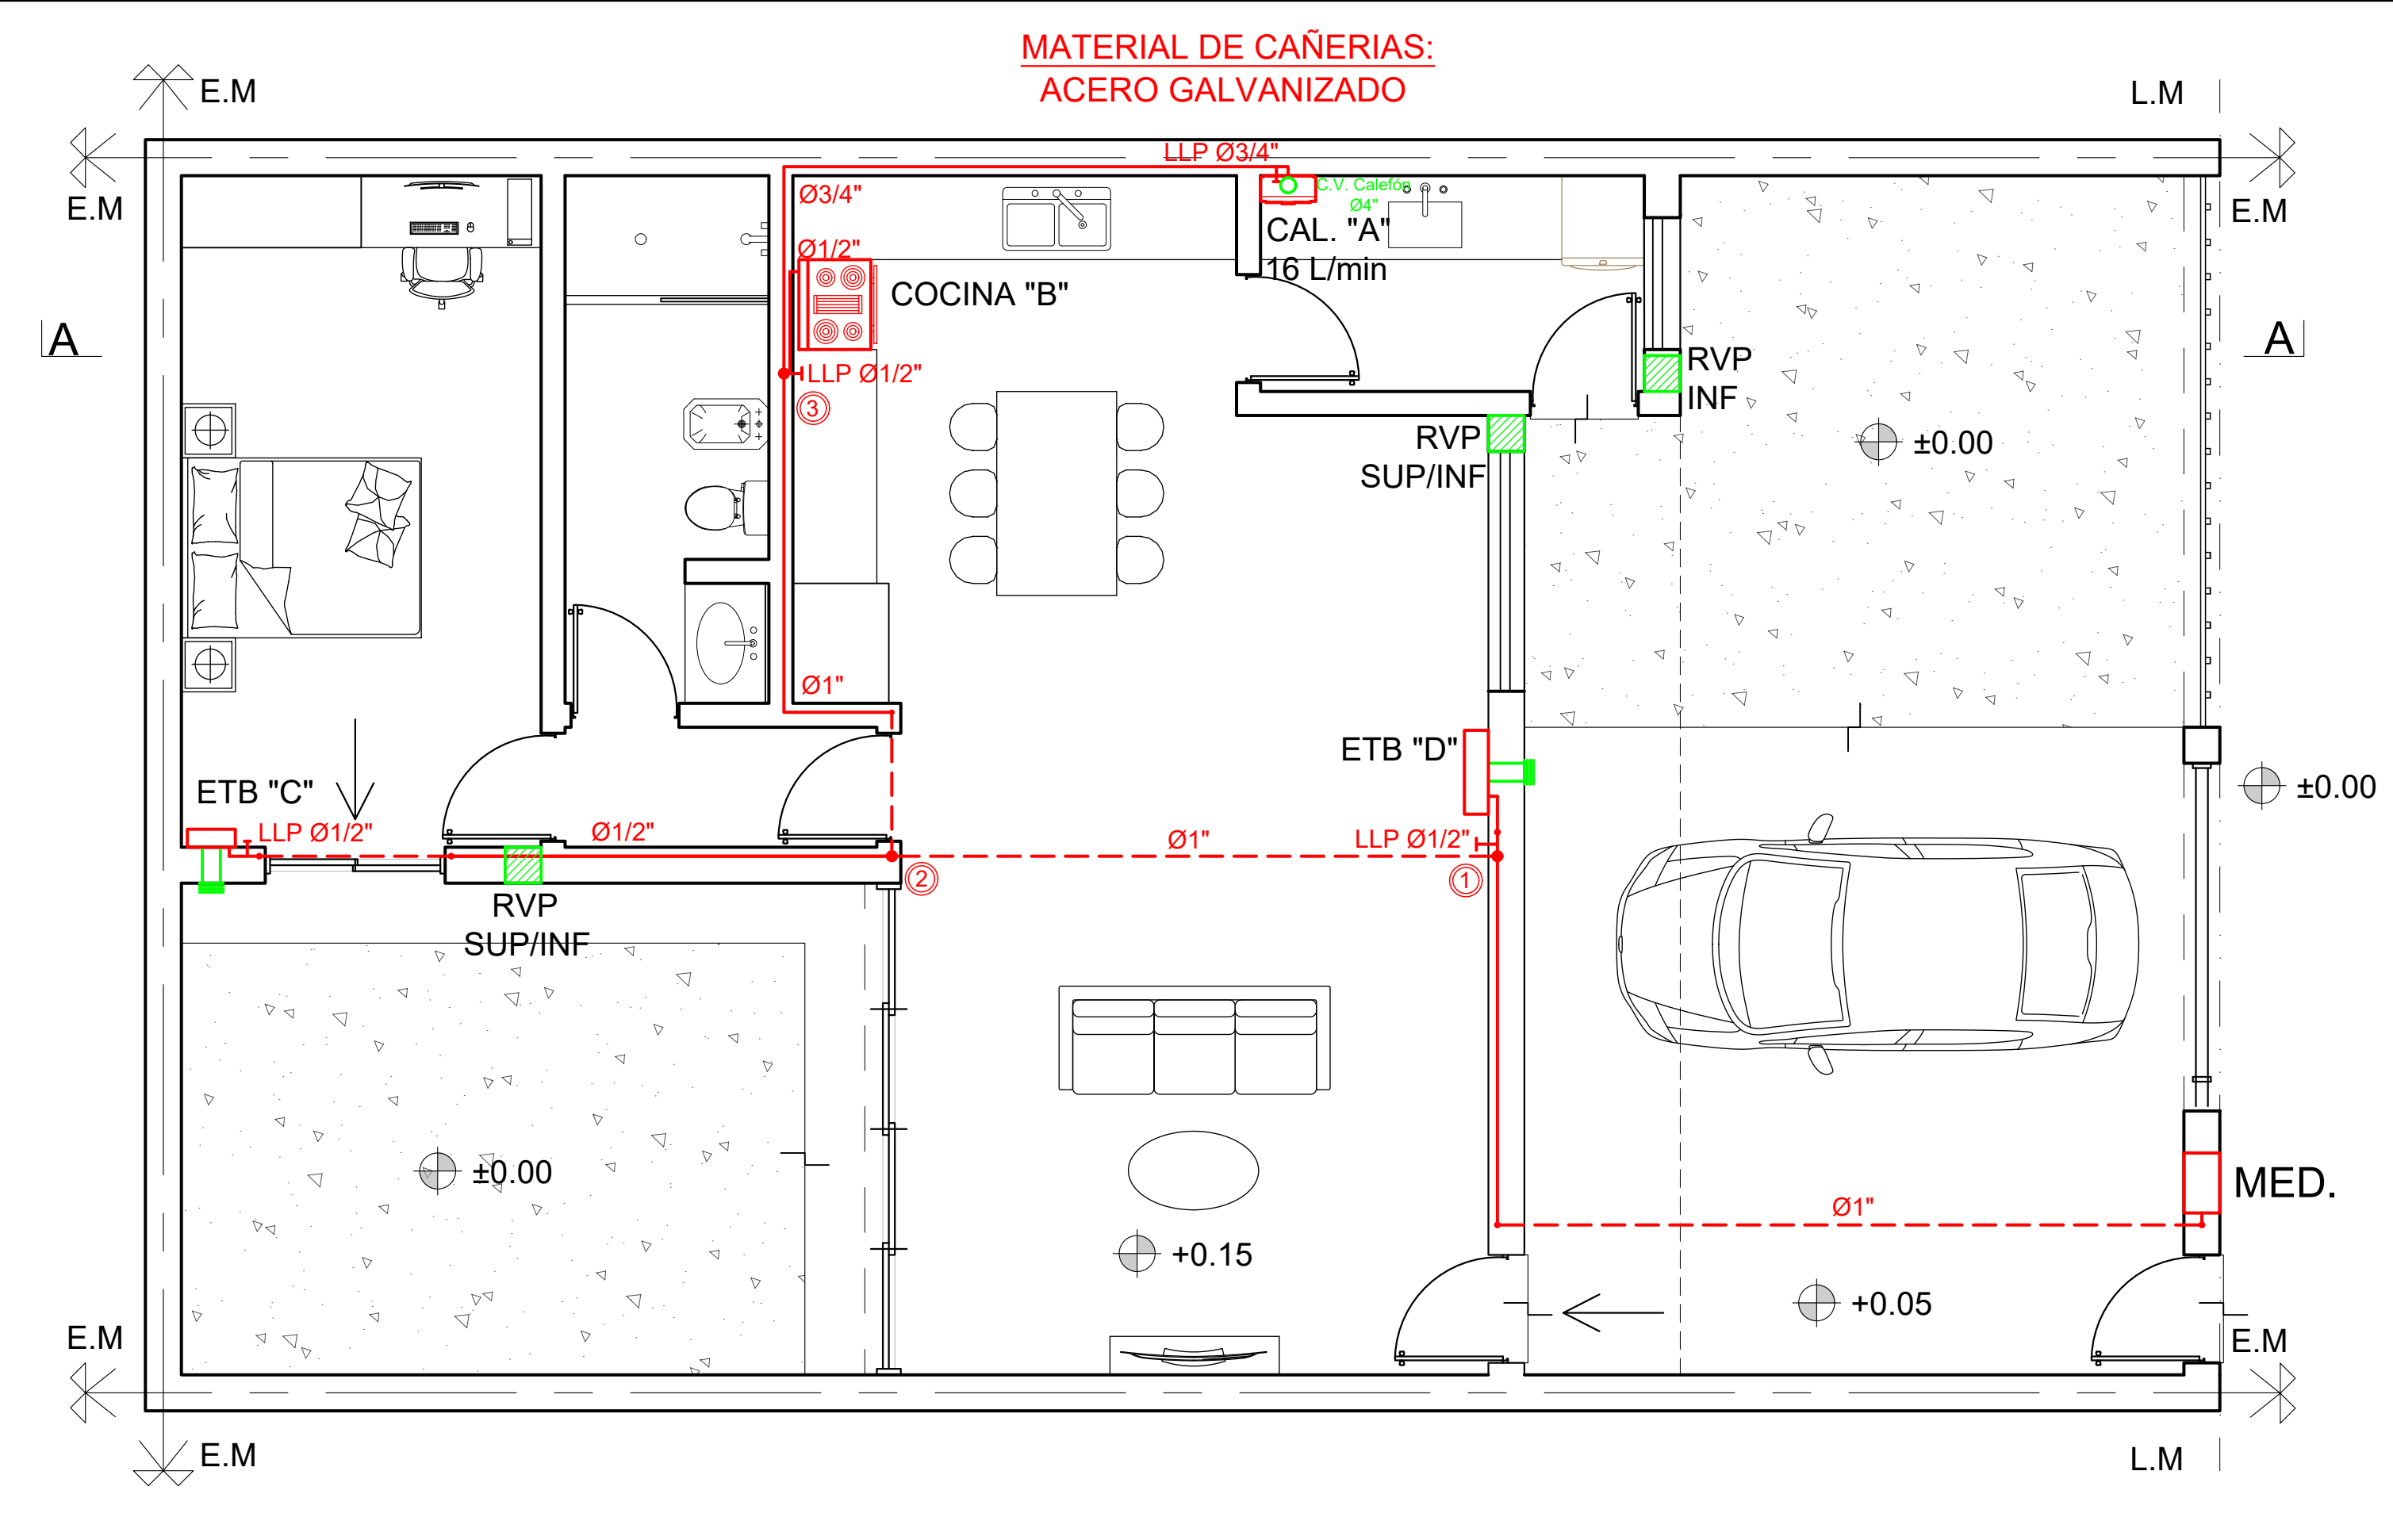 MATERIAL DE CAÑERIAS:
ACERO GALVANIZADO
E.M
L.M
E.M
E.M
LLP Ø3/4"
Ø3/4"
C.V. Calefón
Ø4"
CAL. "A"
16 L/min
Ø1/2"
COCINA "B"
A
A
RVP
INF
LLP Ø1/2"
3
RVP
SUP/INF
±0.00
Ø1"
ETB "D"
ETB "C"
±0.00
LLP Ø1/2"
Ø1/2"
Ø1"
LLP Ø1/2"
2
1
RVP
SUP/INF
±0.00
MED.
Ø1"
+0.15
+0.05
E.M
E.M
E.M
L.M